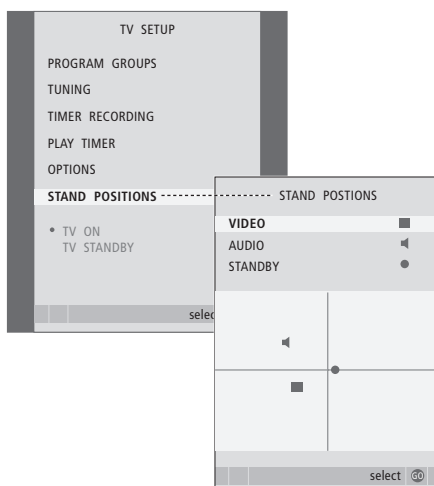 TV SETUP
PROGRAM GROUPS
TUNING
TIMER RECORDING
PLAY TIMER
OPTIONS
STAND POSITIONS
• TV ON
TV STANDBY
selec
STAND POSTIONS
VIDEO
AUDIO
STANDBY
select GO